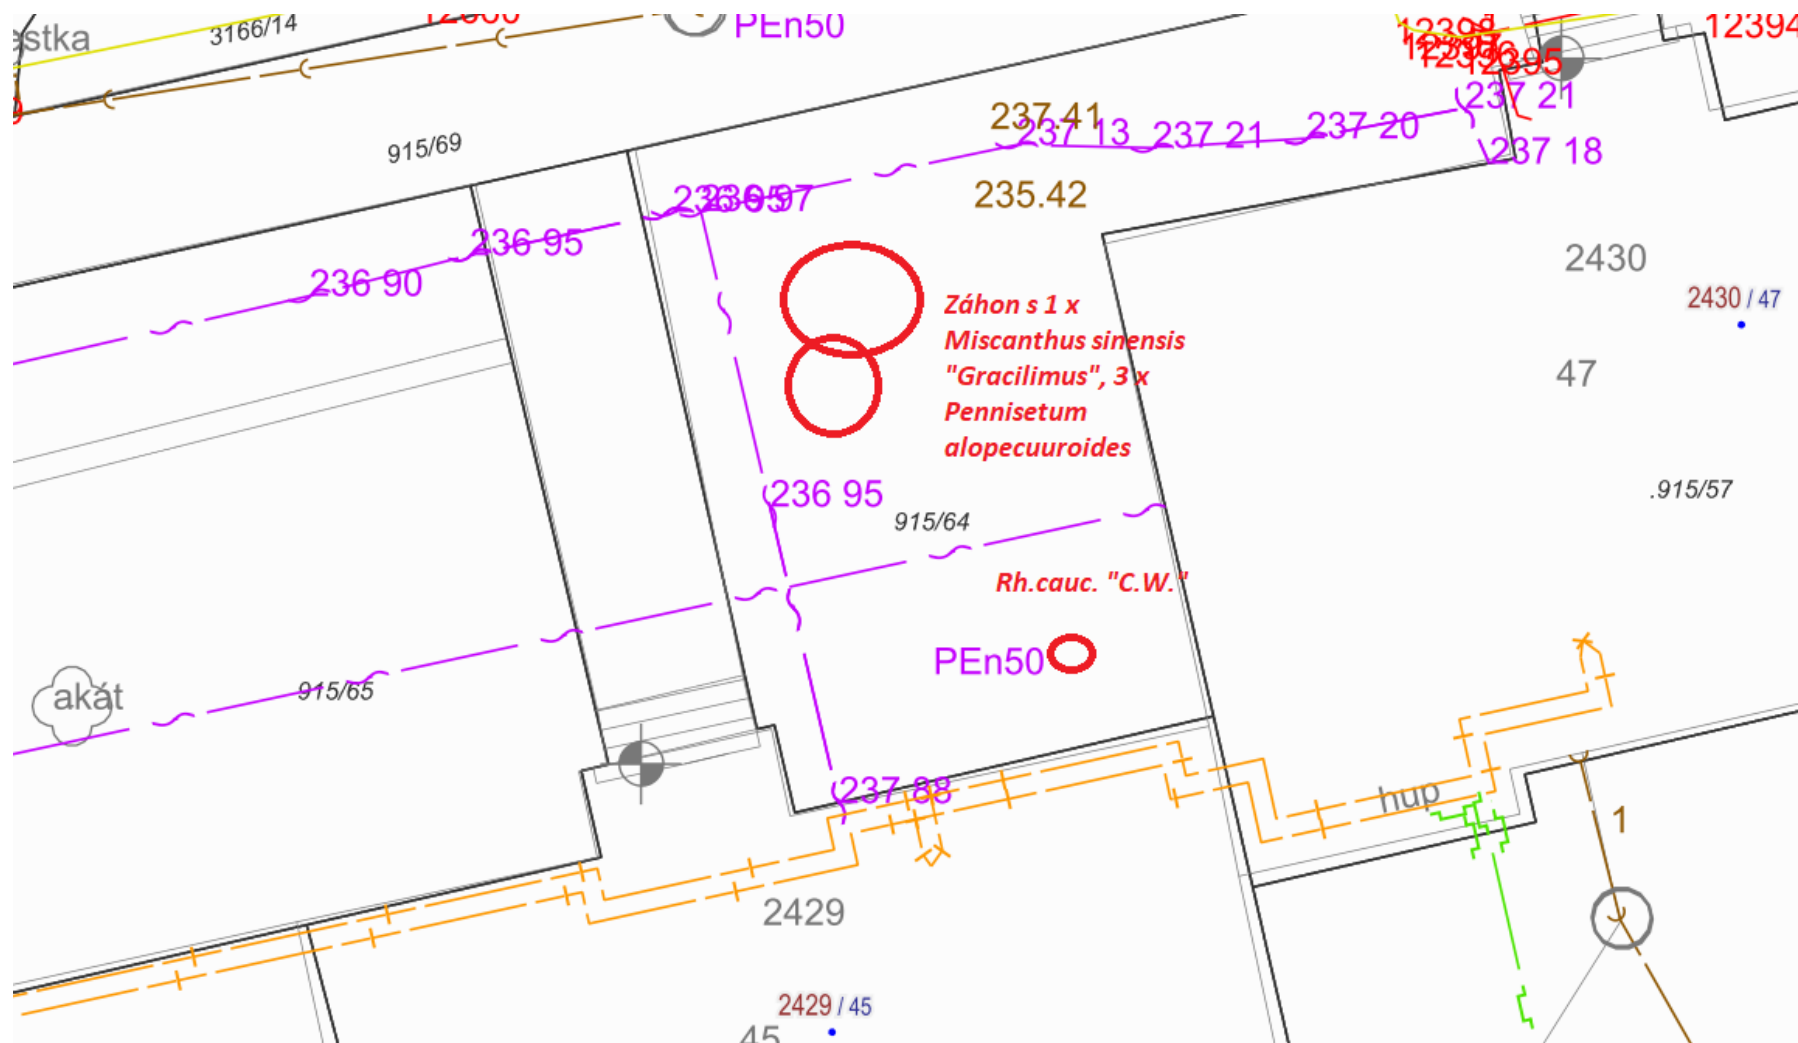 estka
3166/14
PEn50
12394
12395
237 21
237.41
237 13
237 21
237 20
237 18
915/69
235.42
236 95
236 90
2430
2430 / 47
47
Záhon s 1 x
Miscanthus sinensis
"Gracilimus", 3 x
Pennisetum
alopecuuroides
236 95
915/64
.915/57
Rh.cauc. "C.W."
PEn50
akát
915/65
237 88
hup
1
2429
2429 / 45
45